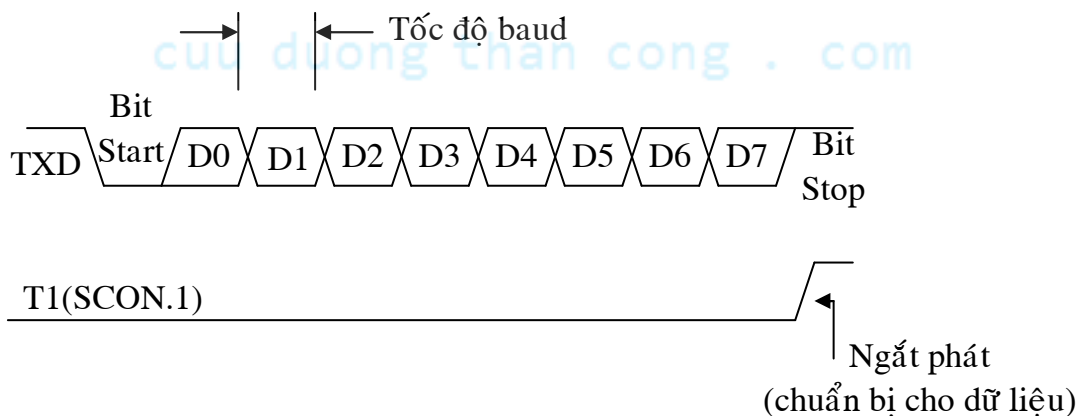 Tốc độ baud
cuu duong than cong . com
Bit
Start
TXD
D0 D1 D2 D3 D4 D5 D6 D7
Bit
Stop
T1(SCON.1)
Ngắt phát
(chuẩn bị cho dữ liệu)